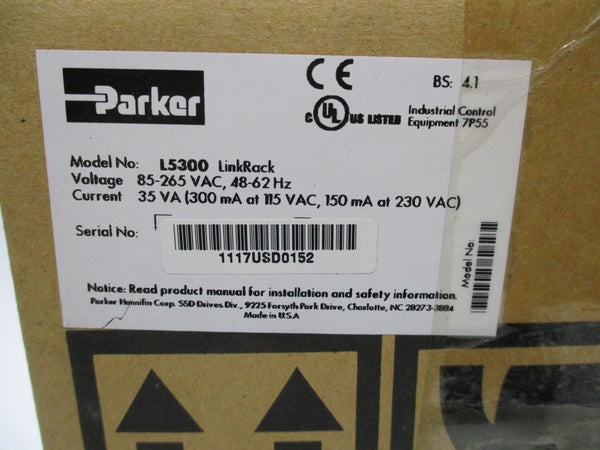 Parker
CE
BS: 4.1
C UL US LISTED
Industrial Control
Equipment 7P55
Model No: L5300 LinkRack
Voltage 85-265 VAC, 48-62 Hz
Current 35 VA (300 mA at 115 VAC, 150 mA at 230 VAC)
Serial No:
1117USD0152
Model No:
Notice: Read product manual for installation and safety information.
Parker Hannifin Corp. SSD Drives Div., 9225 Forsyth Park Drive, Charlotte, NC 28273-3884
Made in U.S.A